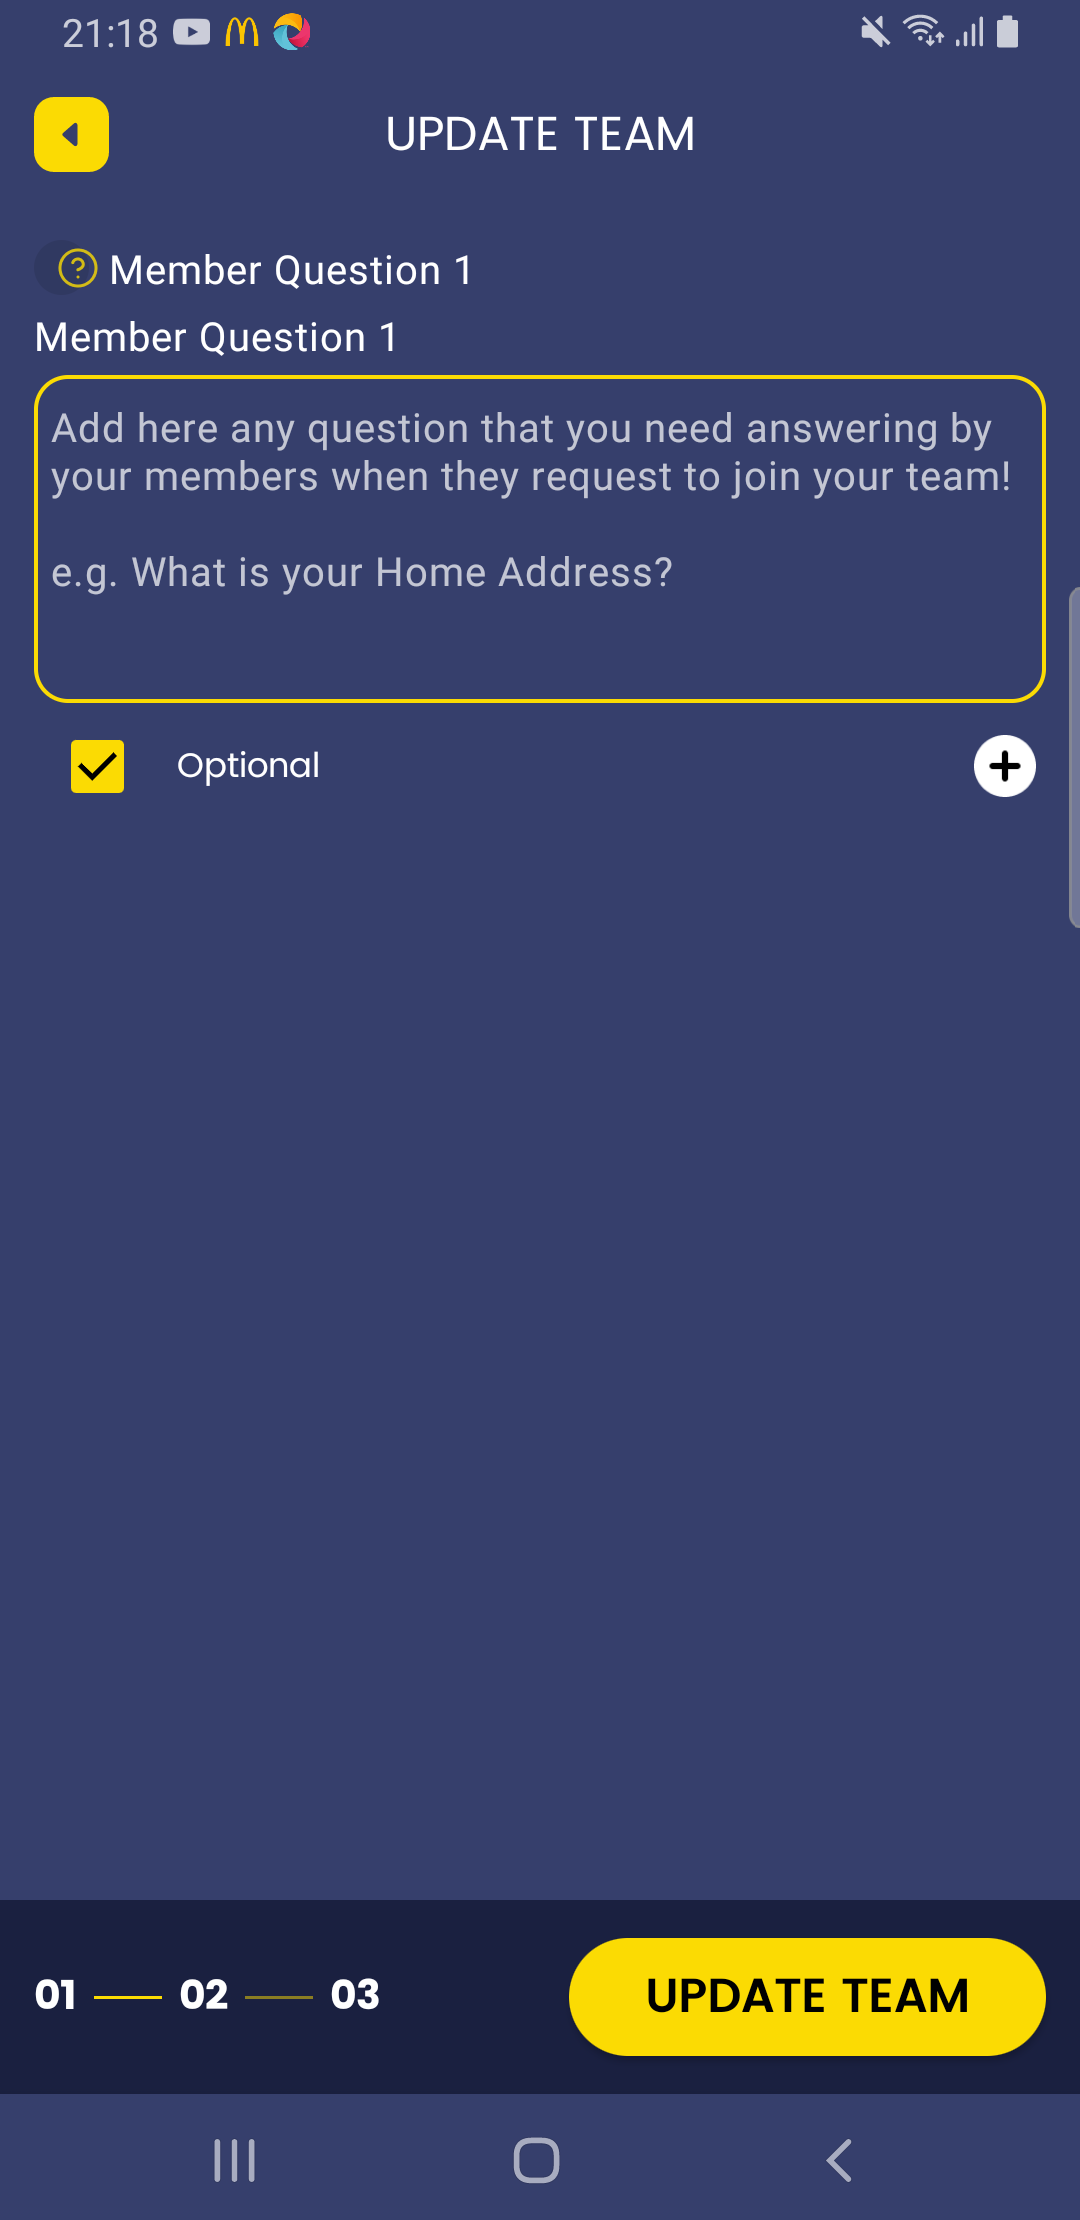 21:18
UPDATE TEAM
? Member Question 1
Member Question 1
Add here any question that you need answering by
your members when they request to join your team!
e.g. What is your Home Address?
Optional
01 02 03
UPDATE TEAM